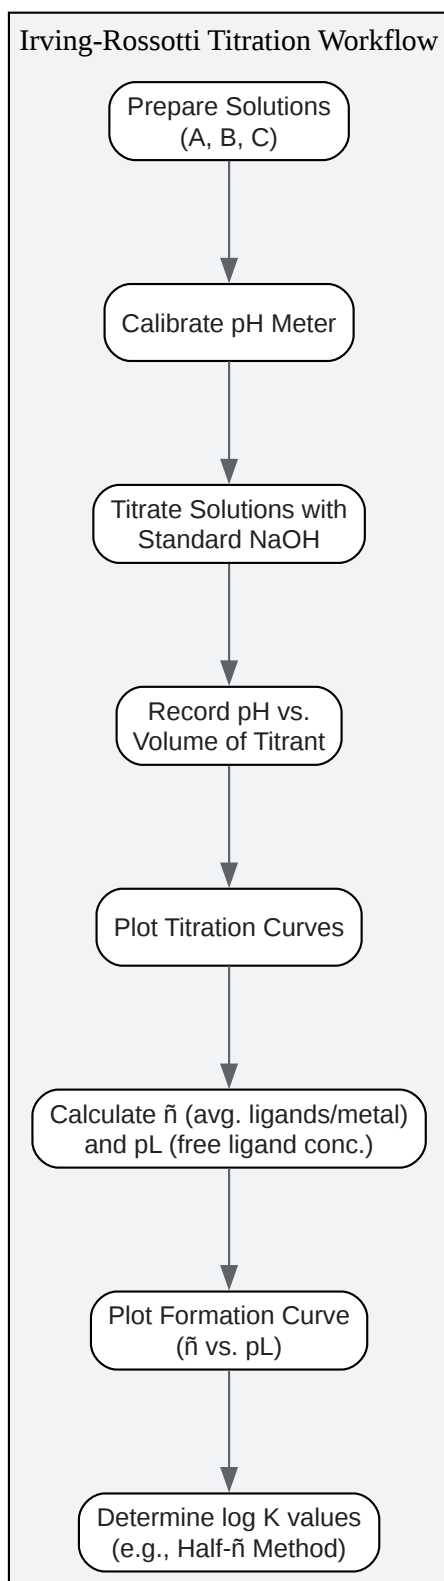 Irving-Rossotti Titration Workflow
Prepare Solutions
(A, B, C)
Calibrate pH Meter
Titrate Solutions with
Standard NaOH
Record pH vs.
Volume of Titrant
Plot Titration Curves
Calculate ñ (avg. ligands/metal)
and pL (free ligand conc.)
Plot Formation Curve
(ñ vs. pL)
Determine log K values
(e.g., Half-ñ Method)